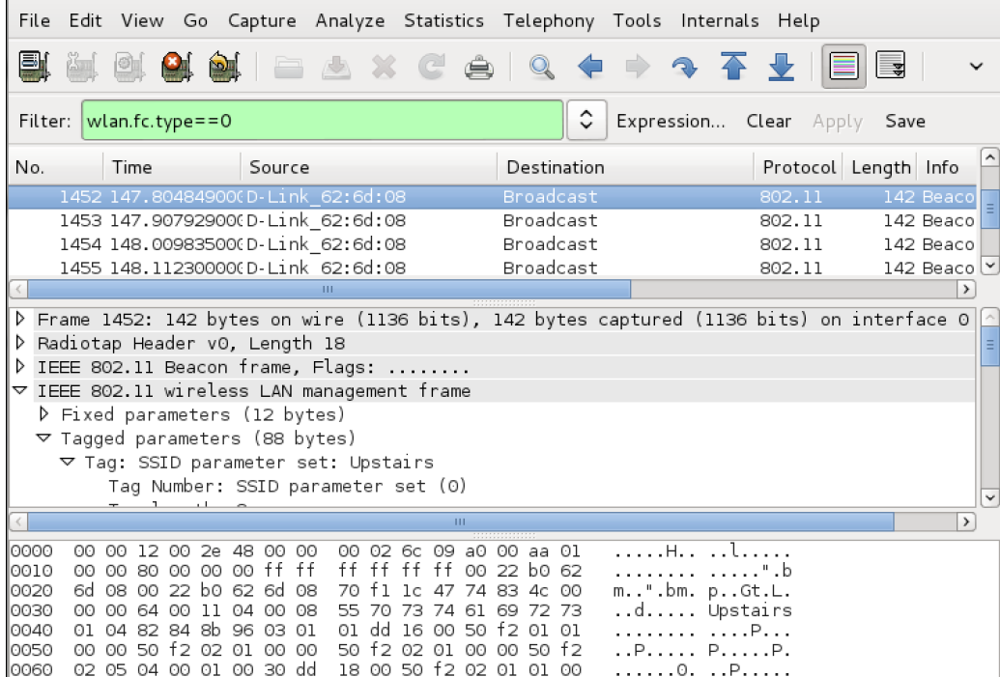 File Edit View Go Capture Analyze Statistics Telephony Tools Internals Help
Filter: wlan.fc.type==0 Expression... Clear Apply Save
No. Time Source Destination Protocol Length Info
1452 147.804849000 D-Link_62:6d:08 Broadcast 802.11 142 Beaco
1453 147.907929000 D-Link_62:6d:08 Broadcast 802.11 142 Beaco
1454 148.009835000 D-Link_62:6d:08 Broadcast 802.11 142 Beaco
1455 148.112300000 D-Link_62:6d:08 Broadcast 802.11 142 Beaco
Frame 1452: 142 bytes on wire (1136 bits), 142 bytes captured (1136 bits) on interface 0
Radiotap Header v0, Length 18
IEEE 802.11 Beacon frame, Flags: ........
IEEE 802.11 wireless LAN management frame
Fixed parameters (12 bytes)
Tagged parameters (88 bytes)
Tag: SSID parameter set: Upstairs
Tag Number: SSID parameter set (0)
0000 00 00 12 00 2e 48 00 00 00 02 6c 09 a0 00 aa 01 .....H.. ..l.....
0010 00 00 80 00 00 00 ff ff ff ff ff ff 00 22 b0 62 ........ .....".b
0020 6d 08 00 22 b0 62 6d 08 70 f1 1c 47 74 83 4c 00 m..".bm. p..Gt.L.
0030 00 00 64 00 11 04 00 08 55 70 73 74 61 69 72 73 ..d..... Upstairs
0040 01 04 82 84 8b 96 03 01 01 dd 16 00 50 f2 01 01 ........ ....P...
0050 00 00 50 f2 02 01 00 00 50 f2 02 01 00 00 50 f2 ..P..... P.....P.
0060 02 05 04 00 01 00 30 dd 18 00 50 f2 02 01 01 00 ......0. ..P.....